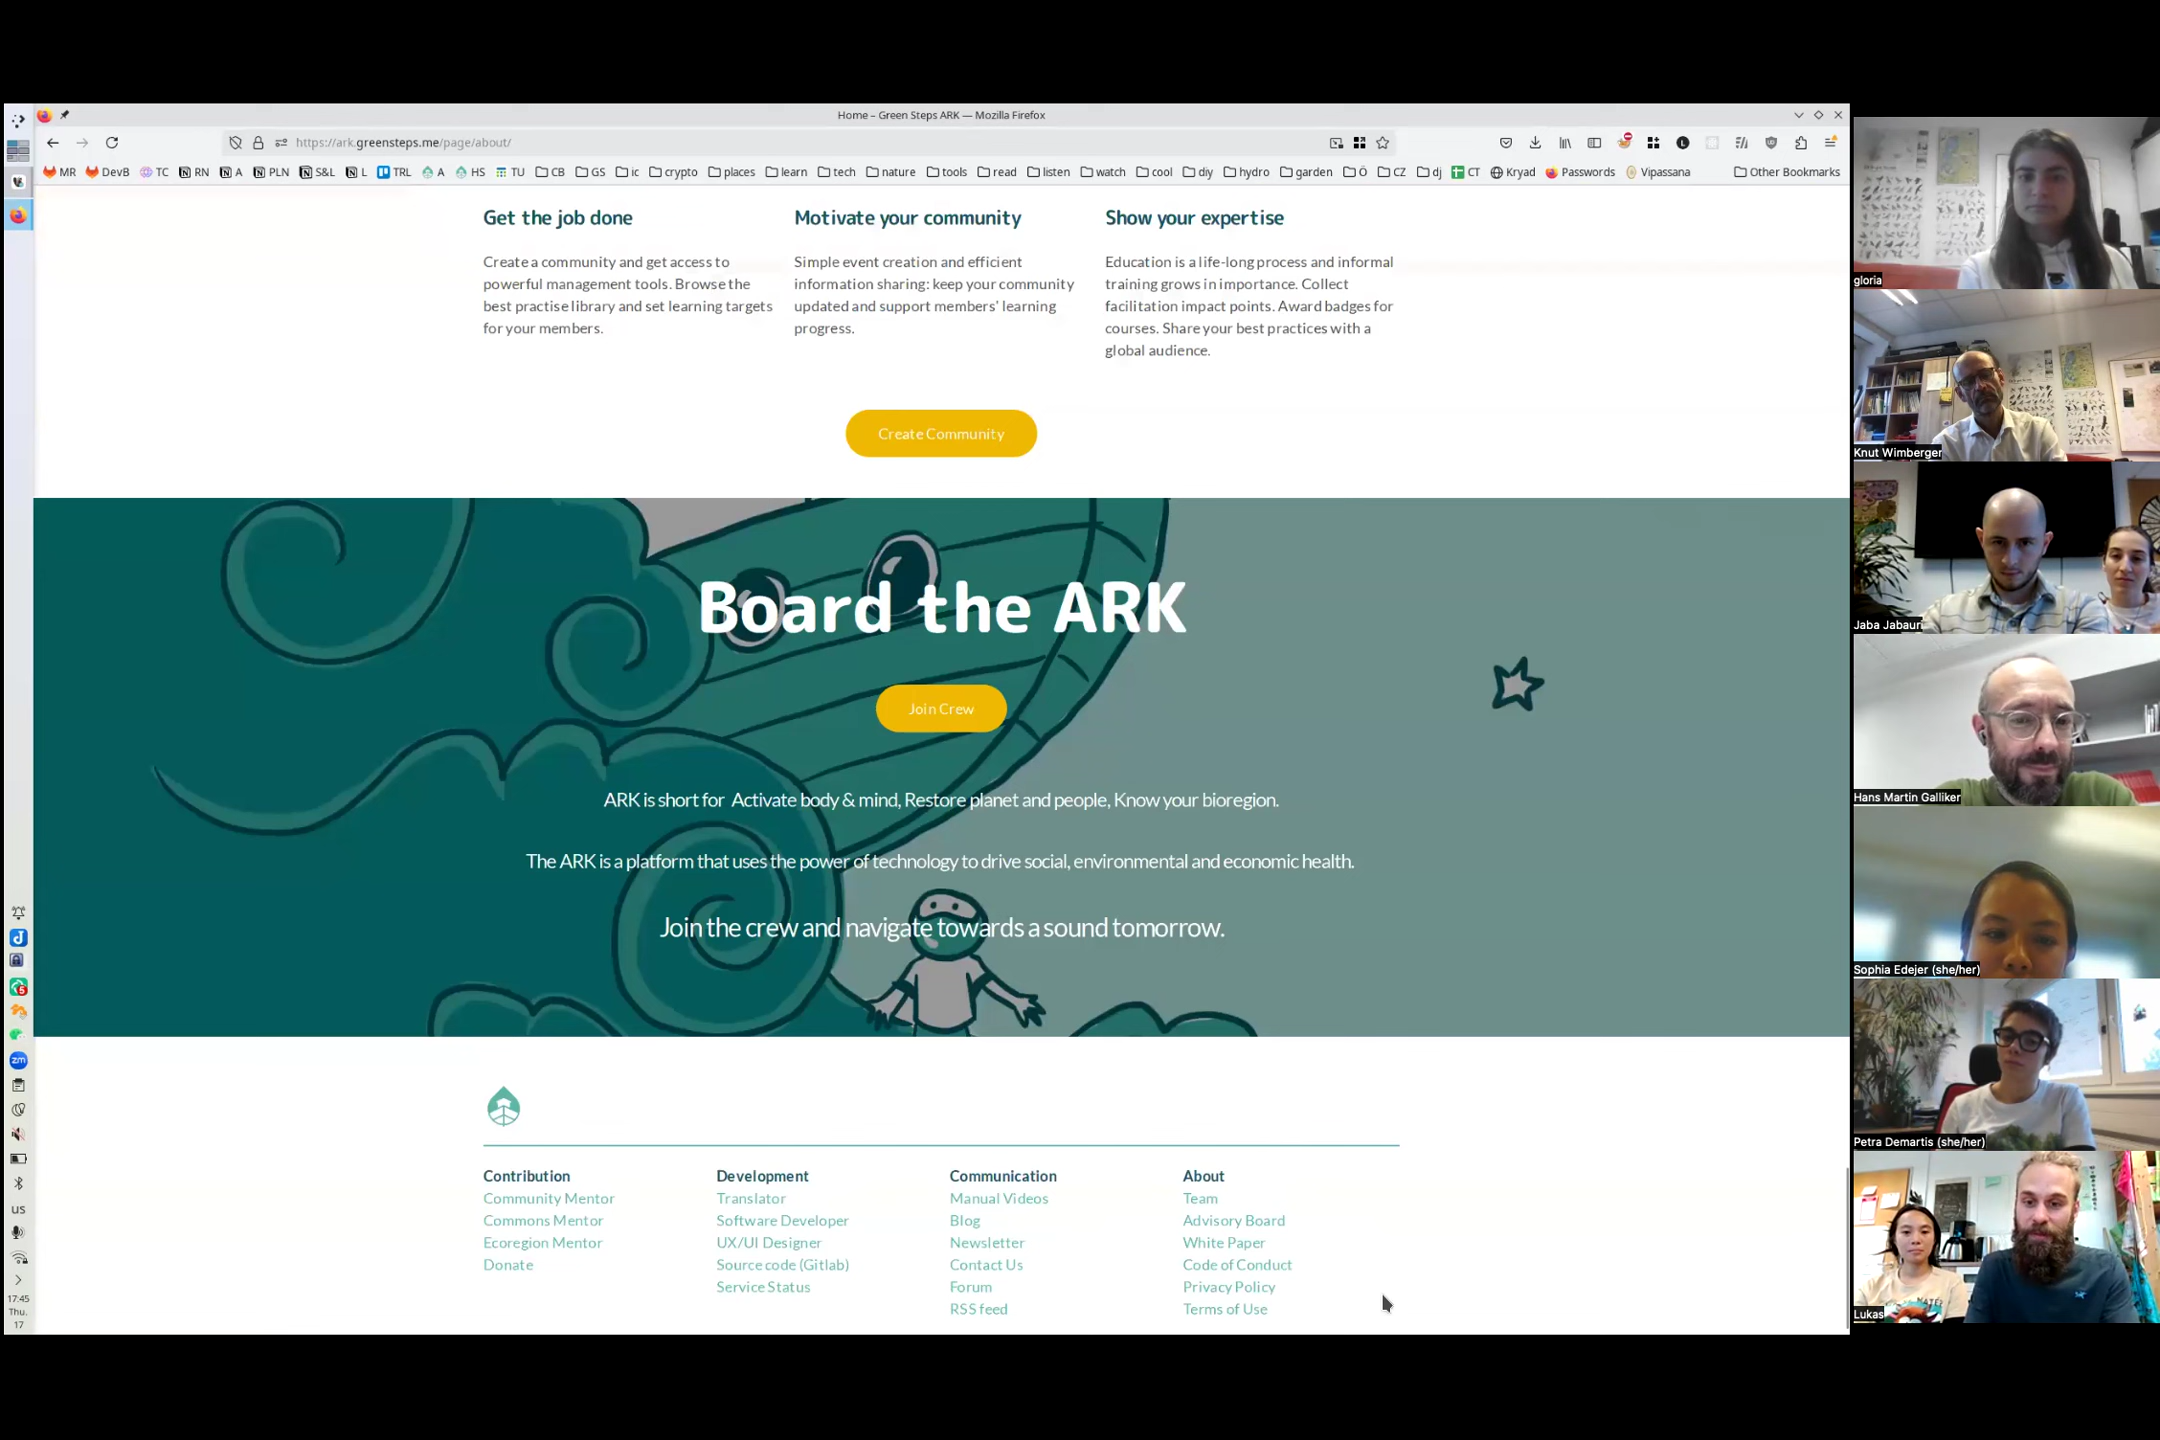 Home – Green Steps ARK — Mozilla Firefox
https://ark.greensteps.me/page/about/
MR DevB TC RN A PLN S&L L TRL A HS TU CB GS ic crypto places learn tech nature tools read listen watch cool diy hydro garden Ö CZ dj CT Kryad Passwords Vipassana Other Bookmarks
Get the job done
Create a community and get access to
powerful management tools. Browse the
best practise library and set learning targets
for your members.
Motivate your community
Simple event creation and efficient
information sharing: keep your community
updated and support members' learning
progress.
Show your expertise
Education is a life-long process and informal
training grows in importance. Collect
facilitation impact points. Award badges for
courses. Share your best practices with a
global audience.
Create Community
Board the ARK
Join Crew
ARK is short for Activate body & mind, Restore planet and people, Know your bioregion.
The ARK is a platform that uses the power of technology to drive social, environmental and economic health.
Join the crew and navigate towards a sound tomorrow.
Contribution
Community Mentor
Commons Mentor
Ecoregion Mentor
Donate
Development
Translator
Software Developer
UX/UI Designer
Source code (Gitlab)
Service Status
Communication
Manual Videos
Blog
Newsletter
Contact Us
Forum
RSS feed
About
Team
Advisory Board
White Paper
Code of Conduct
Privacy Policy
Terms of Use
5
zm
US
17:45
Thu.
17
gloria
Knut Wimberger
Jaba Jabauri
Hans Martin Galliker
Sophia Edejer (she/her)
Petra Demartis (she/her)
Lukas